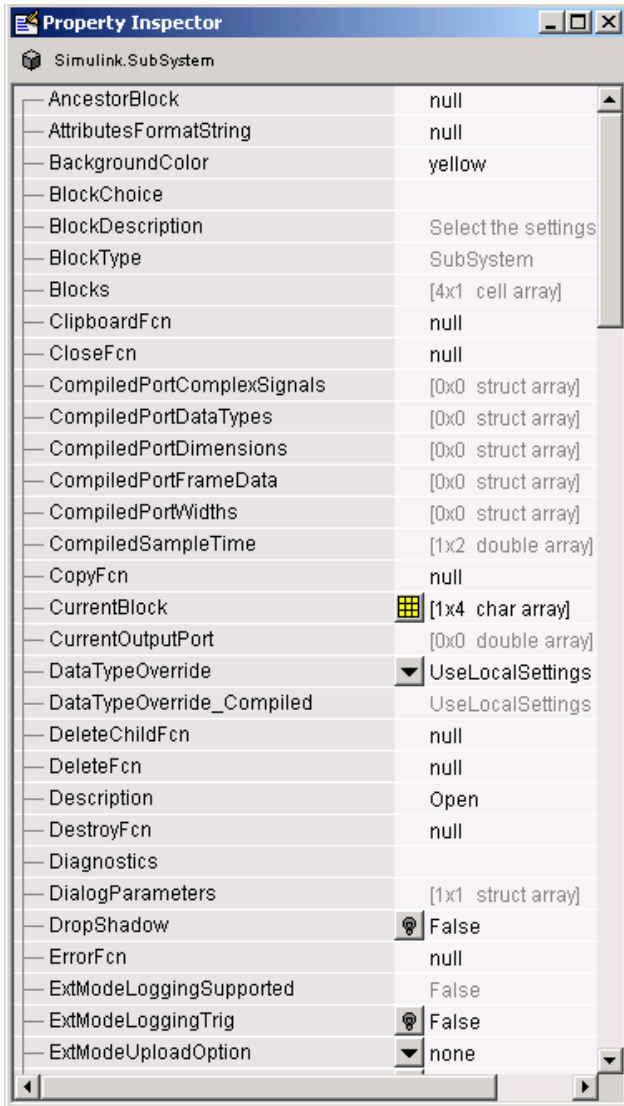 Property Inspector
Simulink.SubSystem
AncestorBlock null
AttributesFormatString null
BackgroundColor yellow
BlockChoice
BlockDescription Select the settings
BlockType SubSystem
Blocks [4x1 cell array]
ClipboardFcn null
CloseFcn null
CompiledPortComplexSignals [0x0 struct array]
CompiledPortDataTypes [0x0 struct array]
CompiledPortDimensions [0x0 struct array]
CompiledPortFrameData [0x0 struct array]
CompiledPortWidths [0x0 struct array]
CompiledSampleTime [1x2 double array]
CopyFcn null
CurrentBlock [1x4 char array]
CurrentOutputPort [0x0 double array]
DataTypeOverride UseLocalSettings
DataTypeOverride_Compiled UseLocalSettings
DeleteChildFcn null
DeleteFcn null
Description Open
DestroyFcn null
Diagnostics
DialogParameters [1x1 struct array]
DropShadow False
ErrorFcn null
ExtModeLoggingSupported False
ExtModeLoggingTrig False
ExtModeUploadOption none